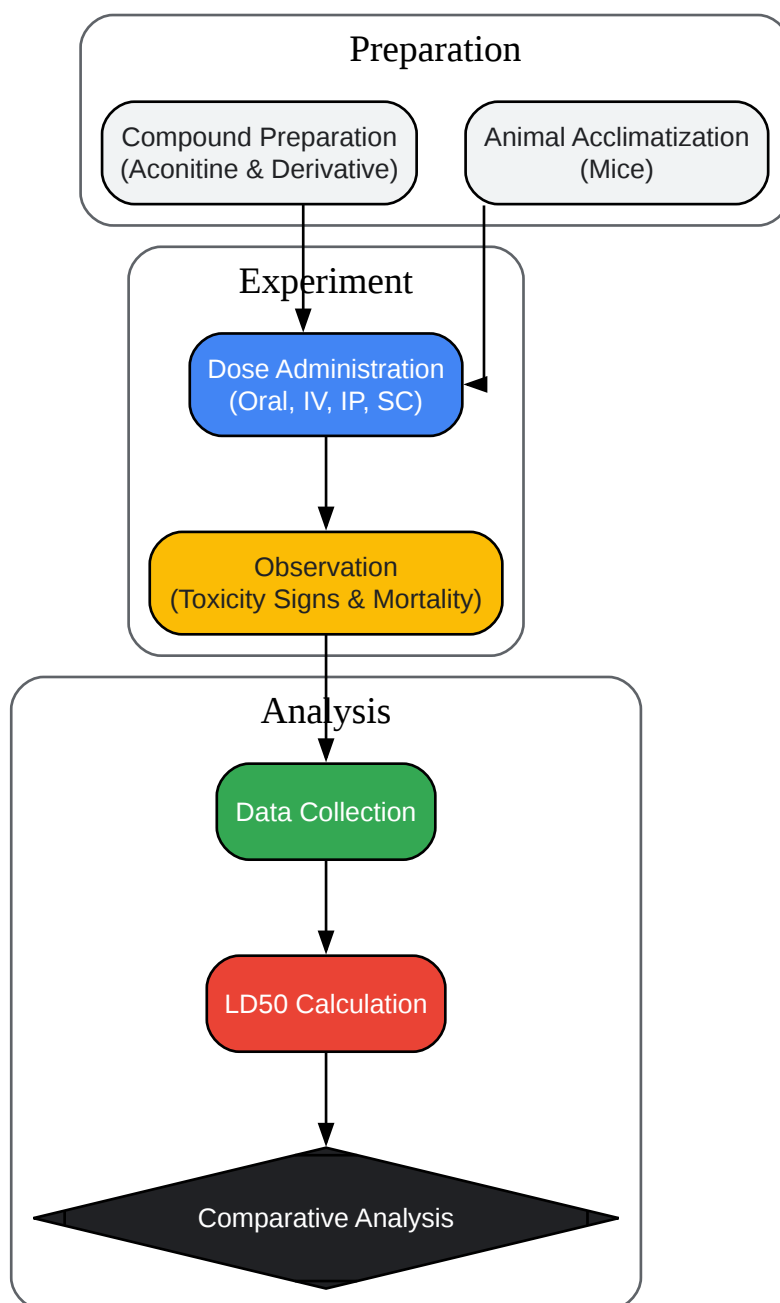 Preparation
Compound Preparation
(Aconitine & Derivative)
Animal Acclimatization
(Mice)
Experiment
Dose Administration
(Oral, IV, IP, SC)
Observation
(Toxicity Signs & Mortality)
Analysis
Data Collection
LD50 Calculation
Comparative Analysis